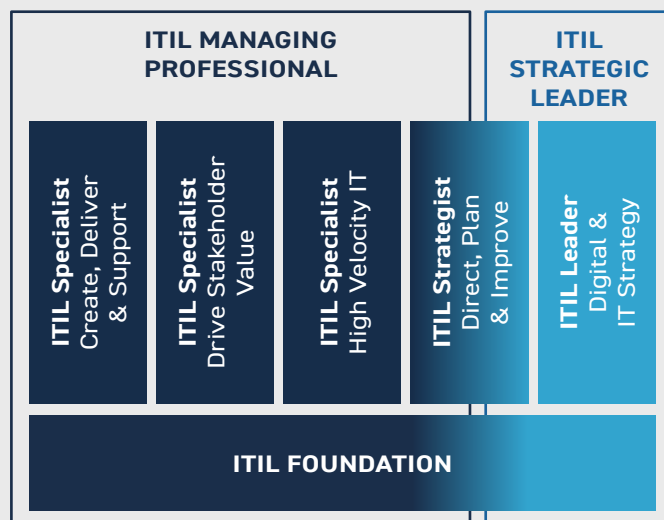 ITIL MANAGING
PROFESSIONAL
ITIL
STRATEGIC
LEADER
ITIL Specialist
Create, Deliver
& Support
ITIL Specialist
Drive Stakeholder
Value
ITIL Specialist
High Velocity IT
ITIL Strategist
Direct, Plan
& Improve
ITIL Leader
Digital &
IT Strategy
ITIL FOUNDATION